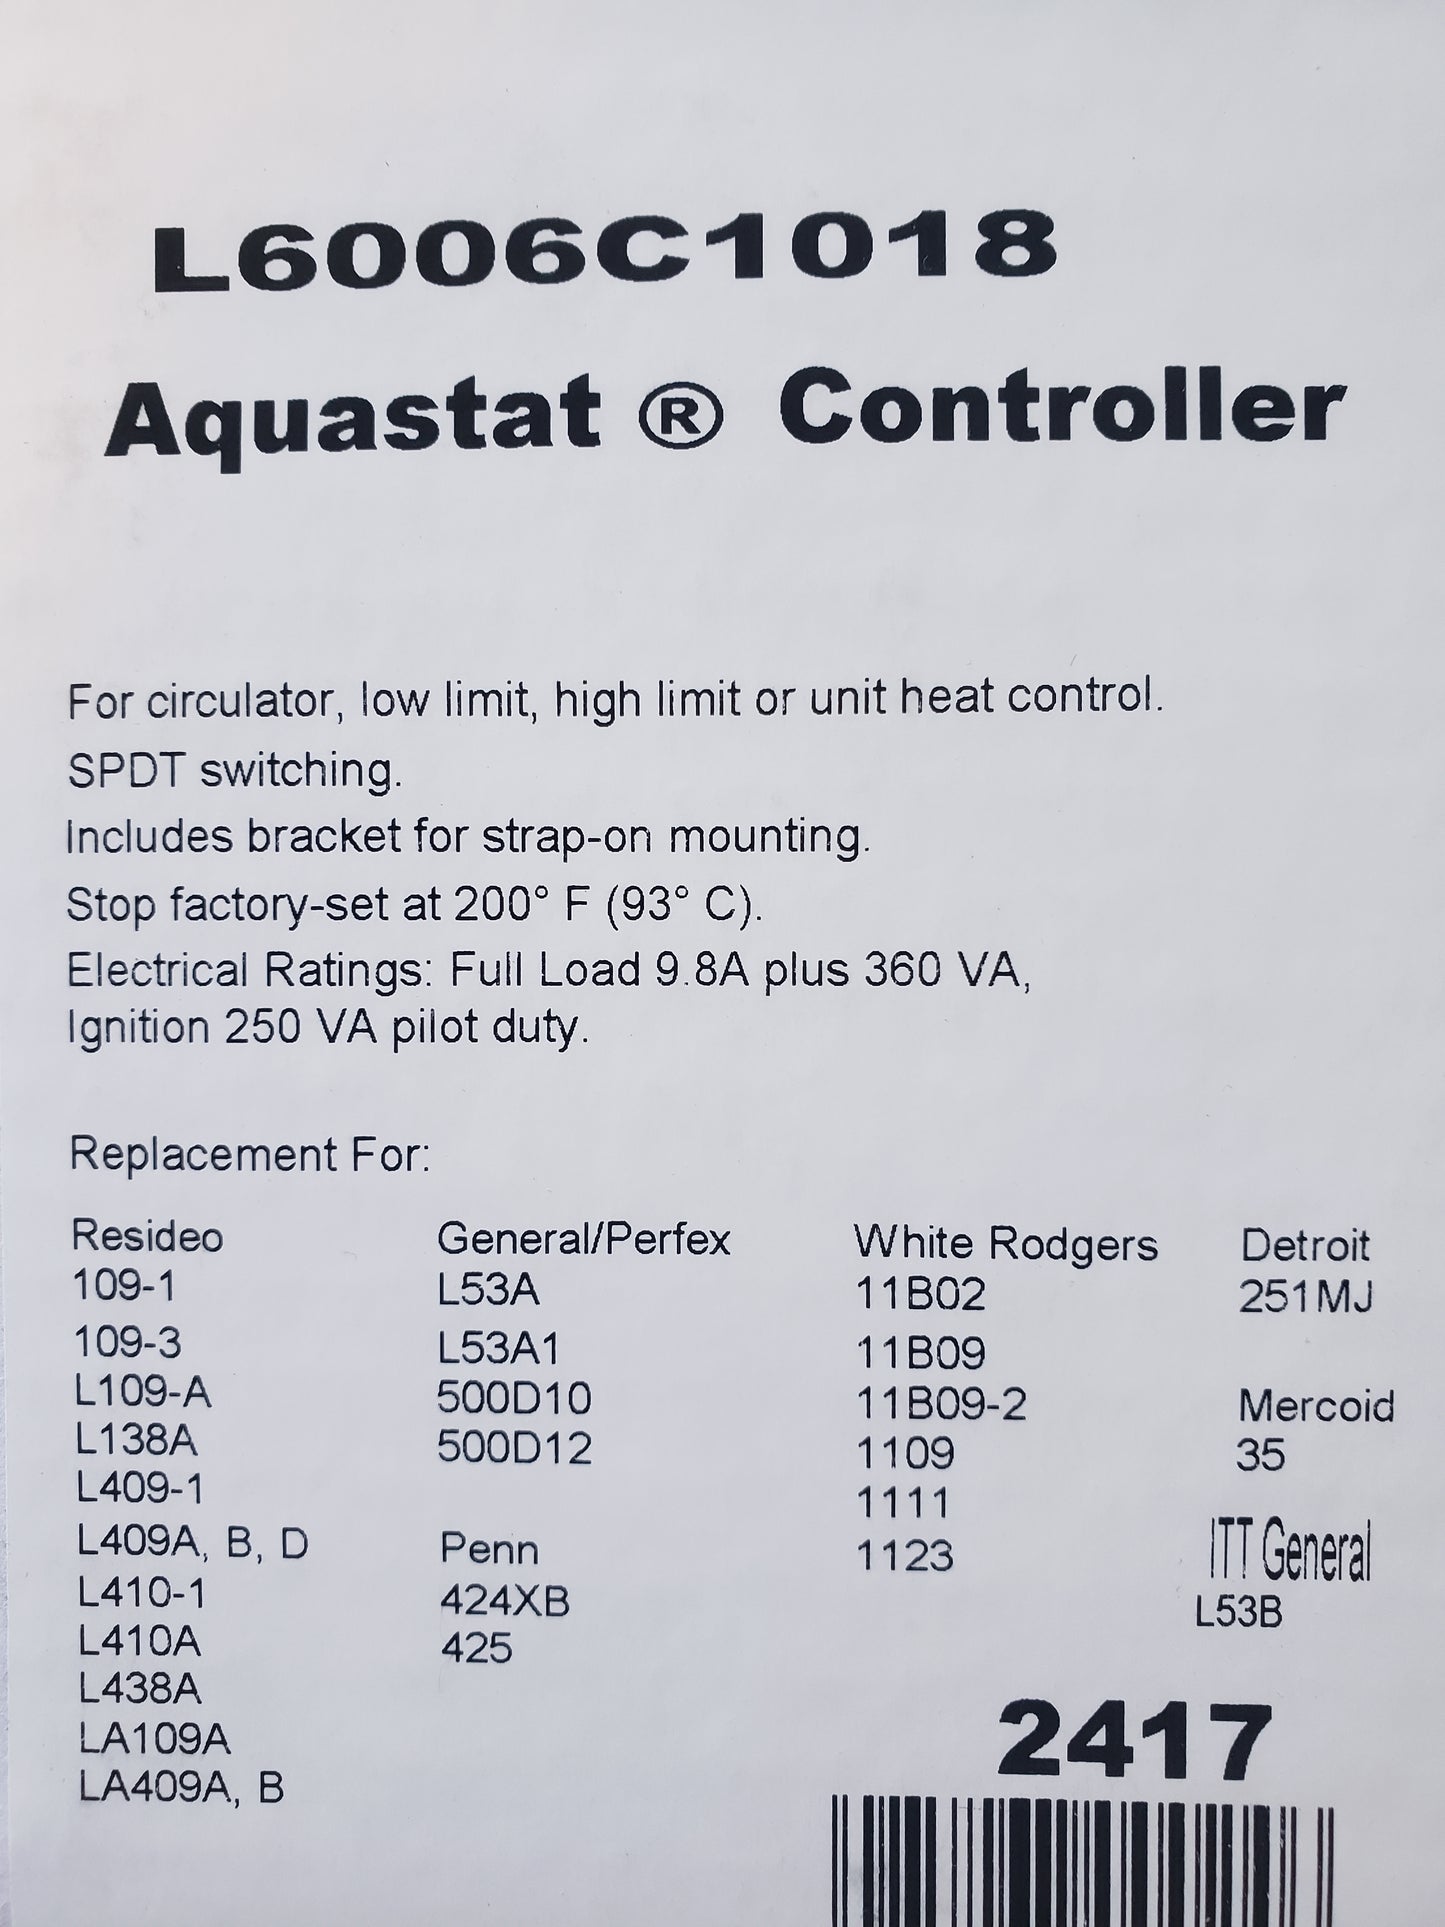 L6006C1018
Aquastat ® Controller
For circulator, low limit, high limit or unit heat control.
SPDT switching.
Includes bracket for strap-on mounting.
Stop factory-set at 200° F (93° C).
Electrical Ratings: Full Load 9.8A plus 360 VA,
Ignition 250 VA pilot duty.
Replacement For:
Resideo
109-1
109-3
L109-A
L138A
L409-1
L409A, B, D
L410-1
L410A
L438A
LA109A
LA409A, B
General/Perfex
L53A
L53A1
500D10
500D12
Penn
424XB
425
White Rodgers
11B02
11B09
11B09-2
1109
1111
1123
Detroit
251MJ
Mercoid
35
ITT General
L53B
2417